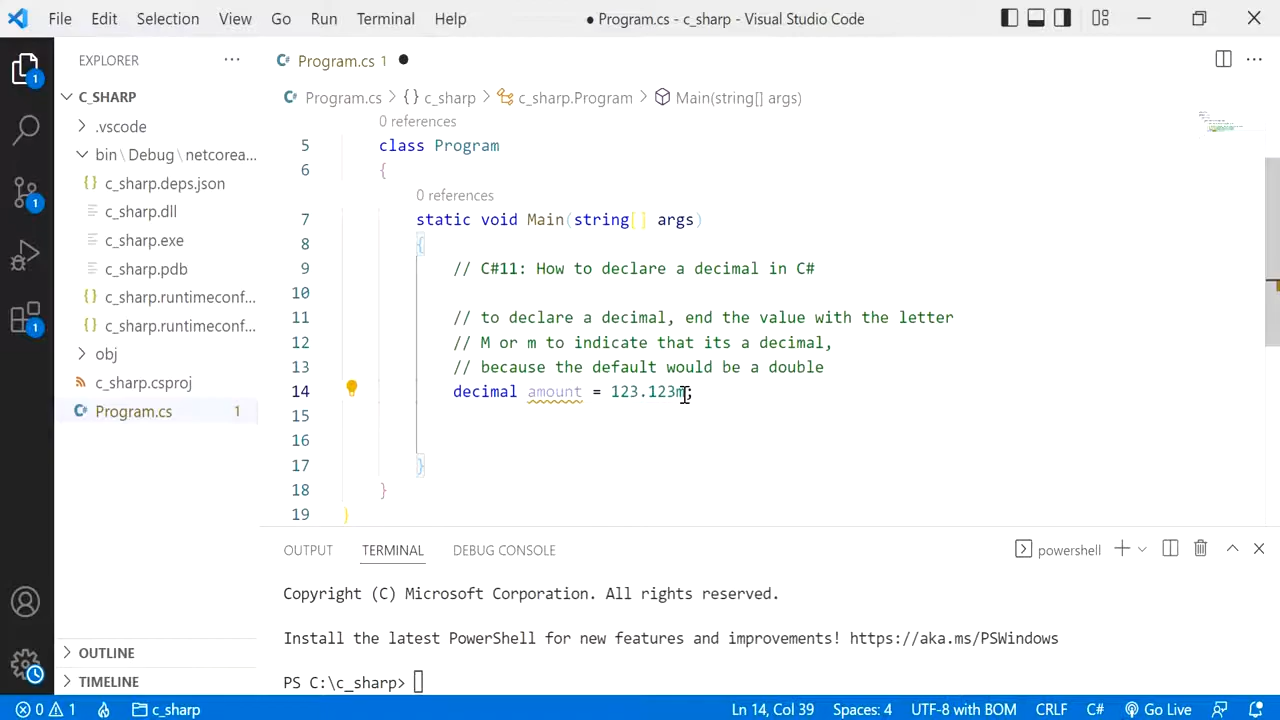 File Edit Selection View Go Run Terminal Help ● Program.cs - c_sharp - Visual Studio Code
EXPLORER ···
Program.cs 1 ●
C_SHARP
Program.cs > {} c_sharp > c_sharp.Program > Main(string[] args)
.vscode
bin\Debug\netcorea...
c_sharp.deps.json
c_sharp.dll
c_sharp.exe
c_sharp.pdb
c_sharp.runtimeconf...
c_sharp.runtimeconf...
obj
c_sharp.csproj
Program.cs 1
0 references
5 class Program
6 {
0 references
7 static void Main(string[] args)
8 {
9 // C#11: How to declare a decimal in C#
10
11 // to declare a decimal, end the value with the letter
12 // M or m to indicate that its a decimal,
13 // because the default would be a double
14 decimal amount = 123.123m;
15
16
17 }
18 }
19 }
1
1
1
OUTPUT TERMINAL DEBUG CONSOLE powershell
Copyright (C) Microsoft Corporation. All rights reserved.
Install the latest PowerShell for new features and improvements! https://aka.ms/PSWindows
PS C:\c_sharp>
OUTLINE
TIMELINE
0 1 c_sharp Ln 14, Col 39 Spaces: 4 UTF-8 with BOM CRLF C# Go Live